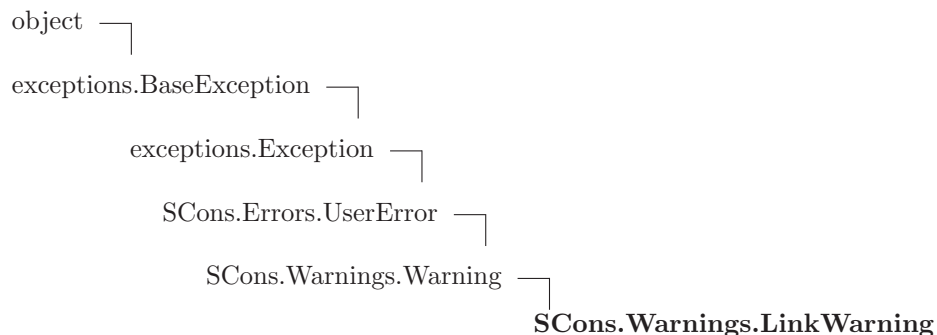 object
exceptions.BaseException
exceptions.Exception
SCons.Errors.UserError
SCons.Warnings.Warning
SCons.Warnings.LinkWarning